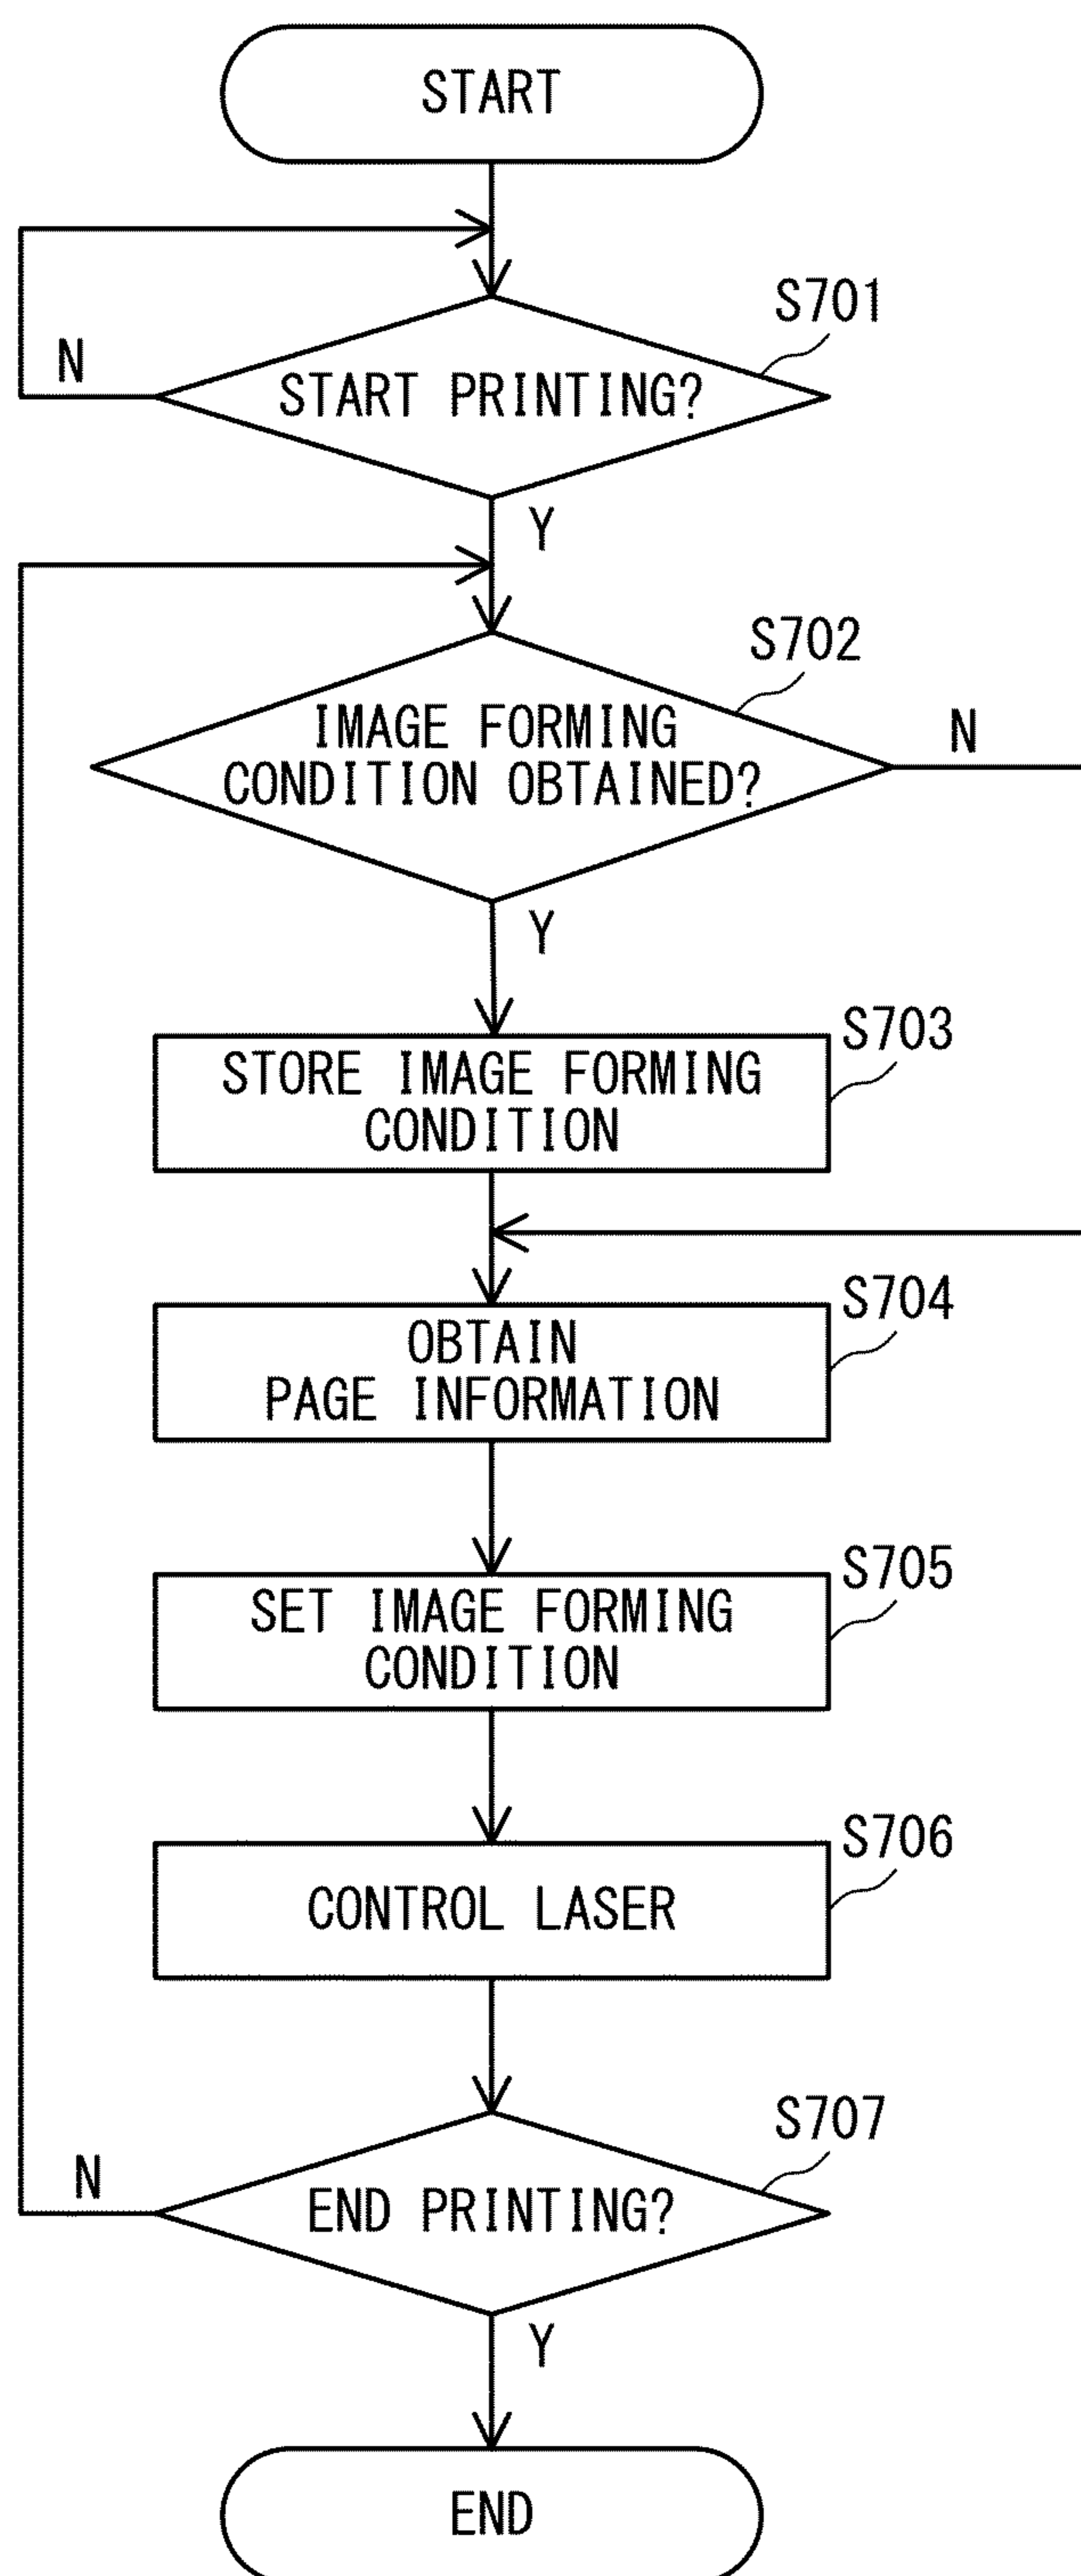 START
S701
N
START PRINTING?
Y
S702
IMAGE FORMING
CONDITION OBTAINED?
N
Y
S703
STORE IMAGE FORMING
CONDITION
S704
OBTAIN
PAGE INFORMATION
S705
SET IMAGE FORMING
CONDITION
S706
CONTROL LASER
S707
N
END PRINTING?
Y
END